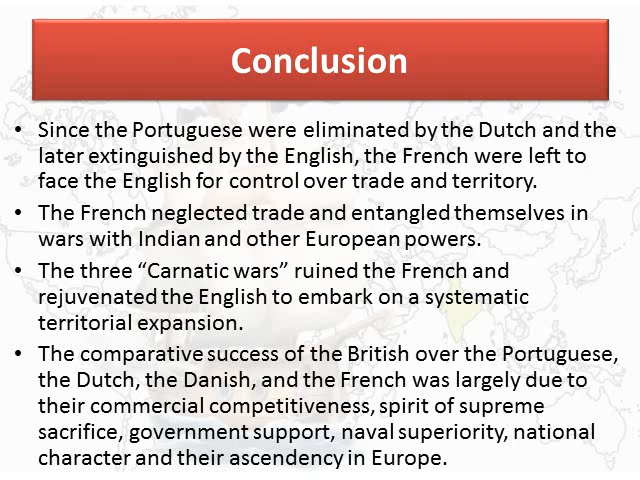 Conclusion
• Since the Portuguese were eliminated by the Dutch and the
later extinguished by the English, the French were left to
face the English for control over trade and territory.
• The French neglected trade and entangled themselves in
wars with Indian and other European powers.
• The three “Carnatic wars” ruined the French and
rejuvenated the English to embark on a systematic
territorial expansion.
• The comparative success of the British over the Portuguese,
the Dutch, the Danish, and the French was largely due to
their commercial competitiveness, spirit of supreme
sacrifice, government support, naval superiority, national
character and their ascendency in Europe.